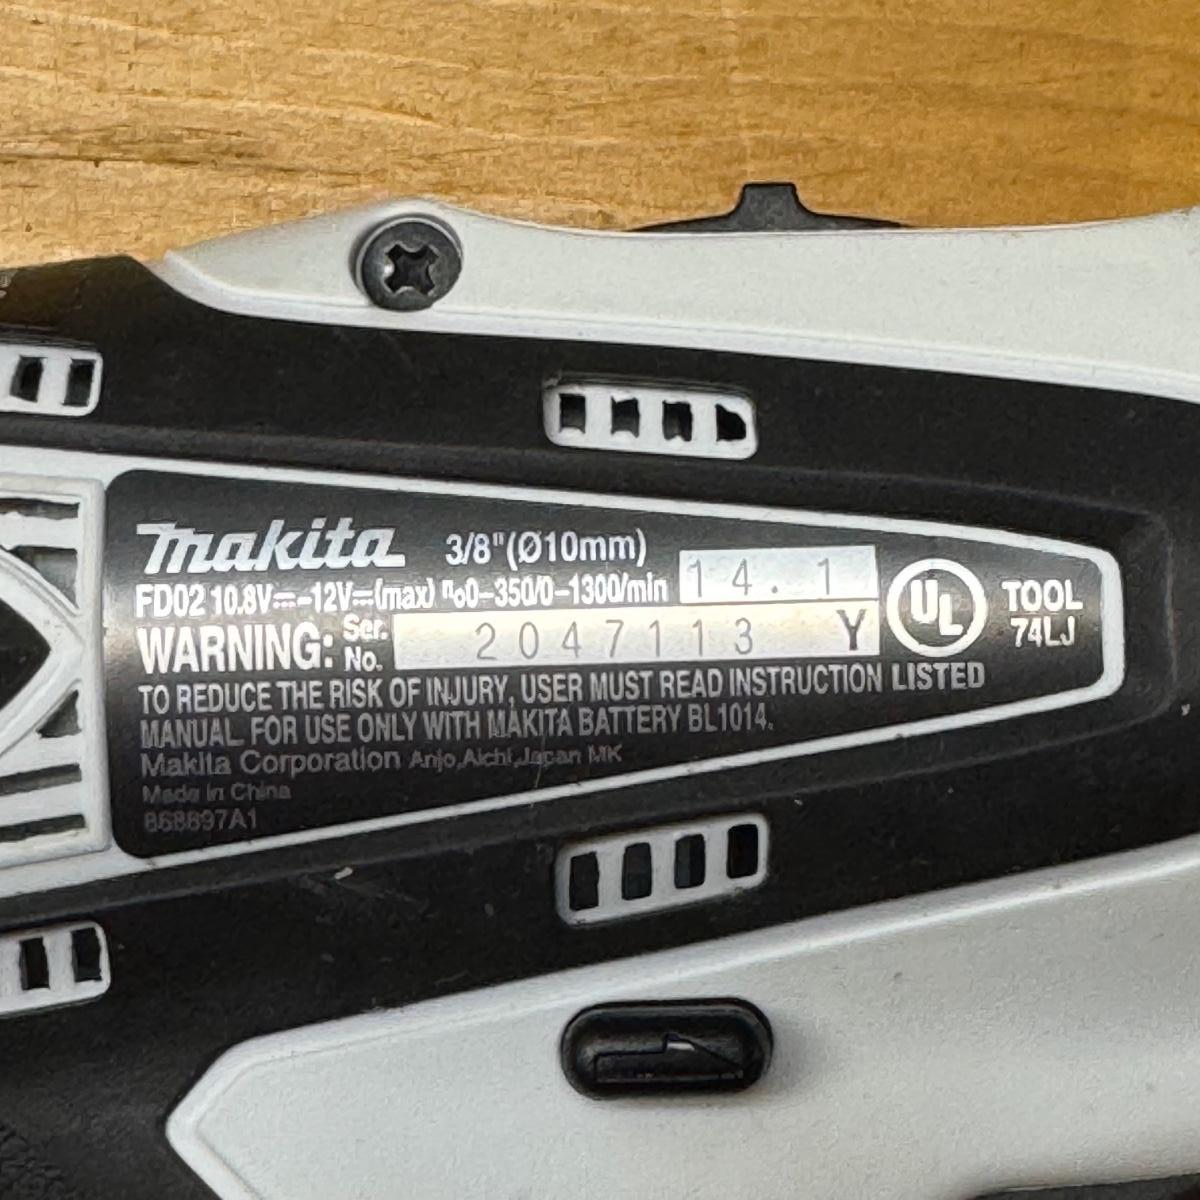 makita 3/8"(Ø10mm)
FD02 10.8V⎓-12V⎓(max) n₀0-350/0-1300/min 14.1
WARNING: Ser. No. 2047113 Y
UL LISTED
TOOL
74LJ
TO REDUCE THE RISK OF INJURY, USER MUST READ INSTRUCTION
MANUAL. FOR USE ONLY WITH MAKITA BATTERY BL1014.
Makita Corporation Anjo,Aichi,Japan MK
Made in China
868697A1